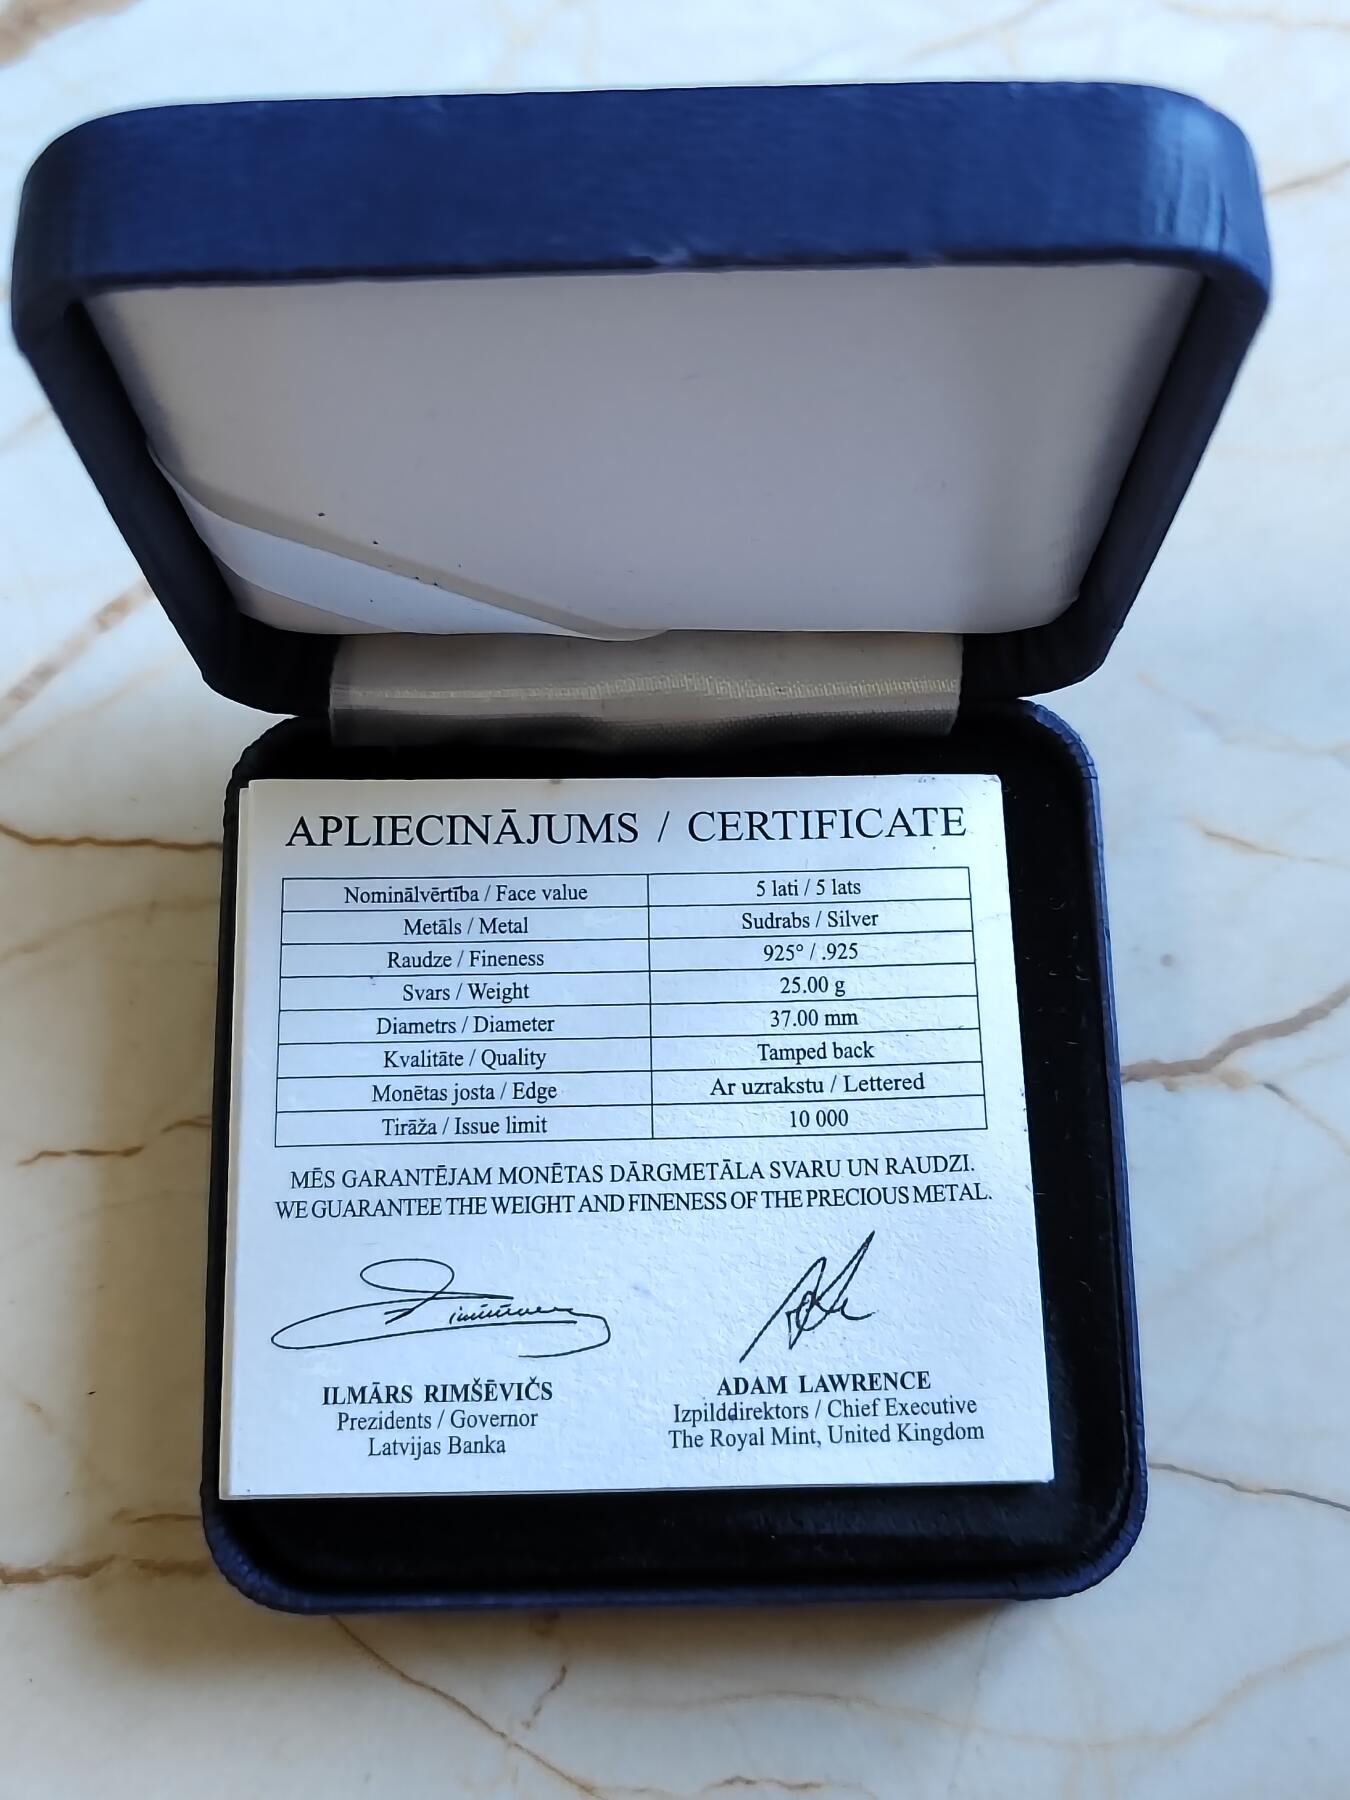 APLIECINĀJUMS / CERTIFICATE
Nominālvērtība / Face value 5 lati / 5 lats
Metāls / Metal Sudrabs / Silver
Raudze / Fineness 925° / .925
Svars / Weight 25.00 g
Diametrs / Diameter 37.00 mm
Kvalitāte / Quality Tamped back
Monētas josta / Edge Ar uzrakstu / Lettered
Tirāža / Issue limit 10 000
MĒS GARANTĒJAM MONĒTAS DĀRGMETĀLA SVARU UN RAUDZI.
WE GUARANTEE THE WEIGHT AND FINENESS OF THE PRECIOUS METAL.
ILMĀRS RIMŠĒVIČS
Prezidents / Governor
Latvijas Banka
ADAM LAWRENCE
Izpilddirektors / Chief Executive
The Royal Mint, United Kingdom